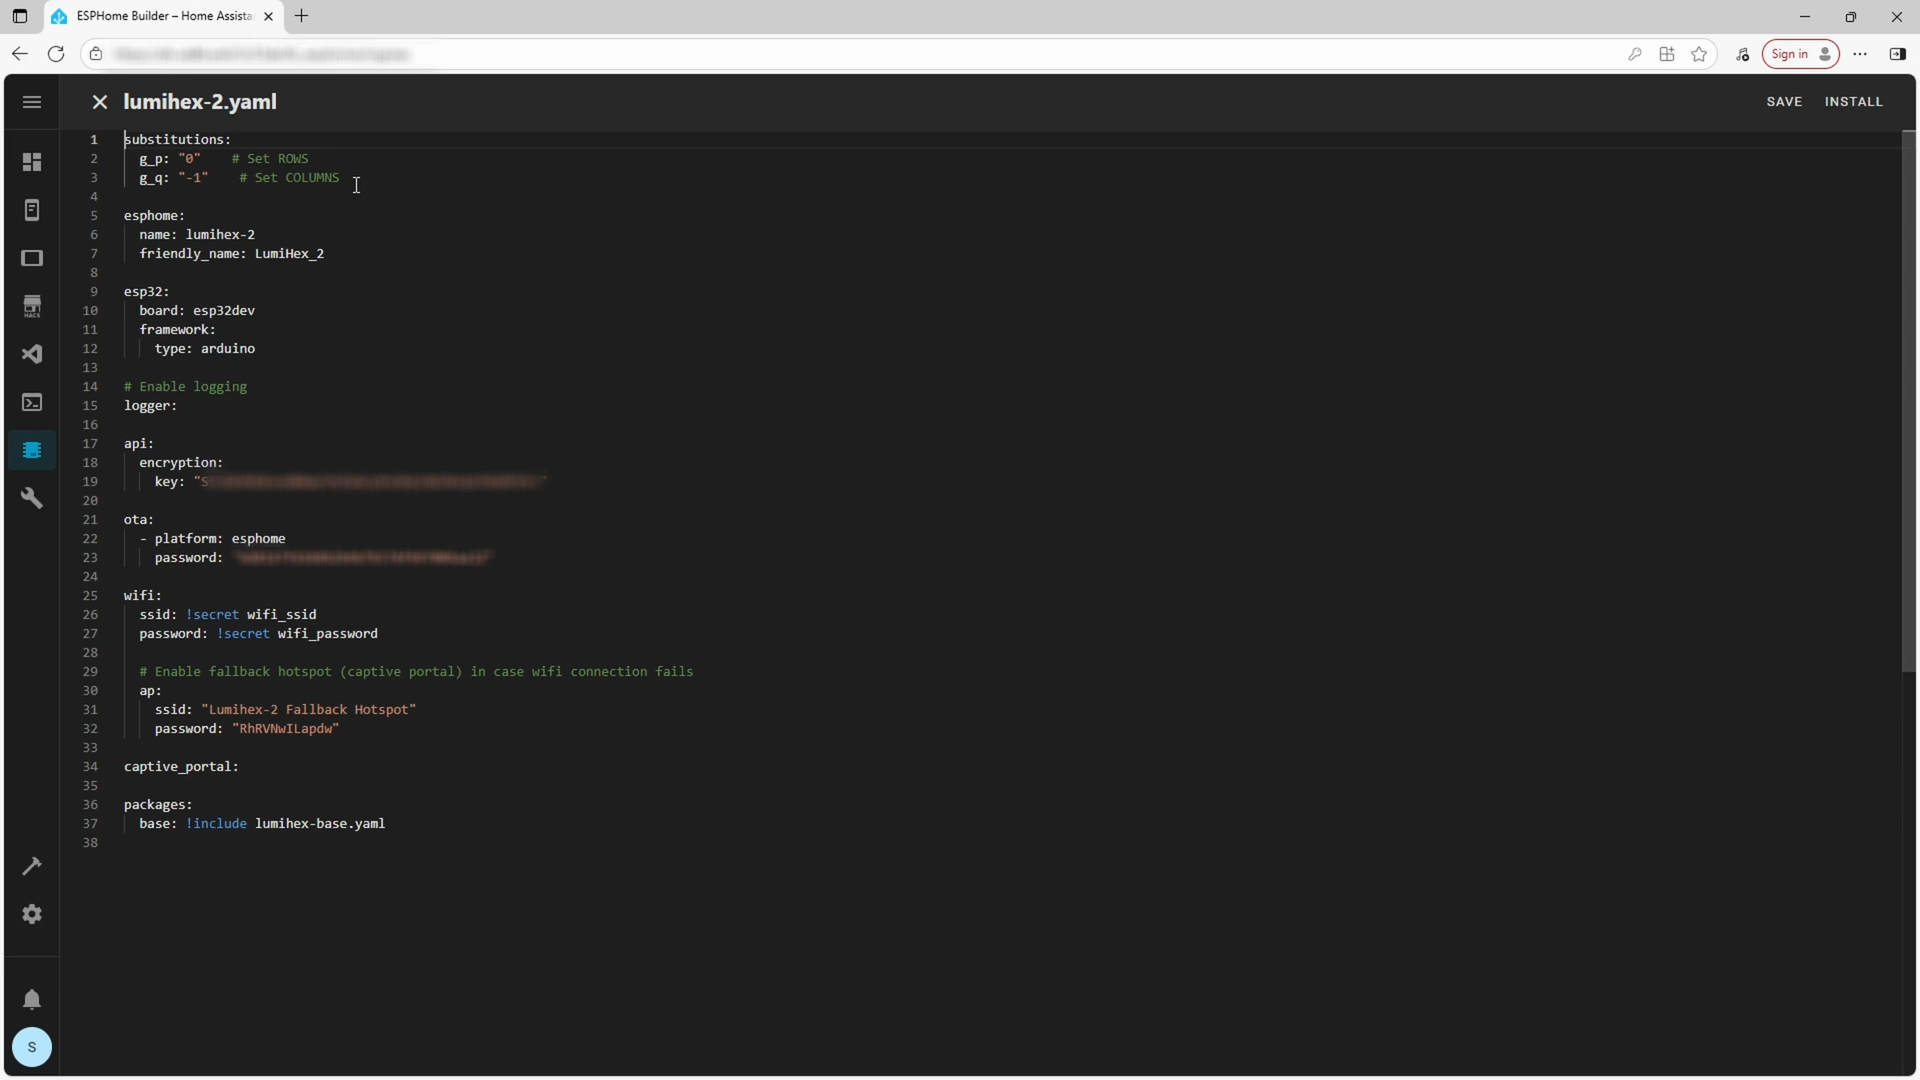 ESPHome Builder – Home Assista
Sign in
lumihex-2.yaml
SAVE
INSTALL
1 substitutions:
2 g_p: "0" # Set ROWS
3 g_q: "-1" # Set COLUMNS
4
5 esphome:
6 name: lumihex-2
7 friendly_name: LumiHex_2
8
9 esp32:
10 board: esp32dev
11 framework:
12 type: arduino
13
14 # Enable logging
15 logger:
16
17 api:
18 encryption:
19 key: "S
20
21 ota:
22 - platform: esphome
23 password:
24
25 wifi:
26 ssid: !secret wifi_ssid
27 password: !secret wifi_password
28
29 # Enable fallback hotspot (captive portal) in case wifi connection fails
30 ap:
31 ssid: "Lumihex-2 Fallback Hotspot"
32 password: "RhRVNwILapdw"
33
34 captive_portal:
35
36 packages:
37 base: !include lumihex-base.yaml
38
HACS
S